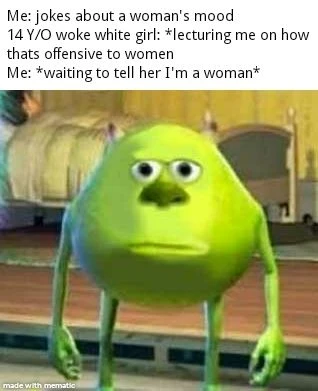 Me: jokes about a woman's mood
14 Y/O woke white girl: *lecturing me on how
thats offensive to women
Me: *waiting to tell her I'm a woman*
made with mematic